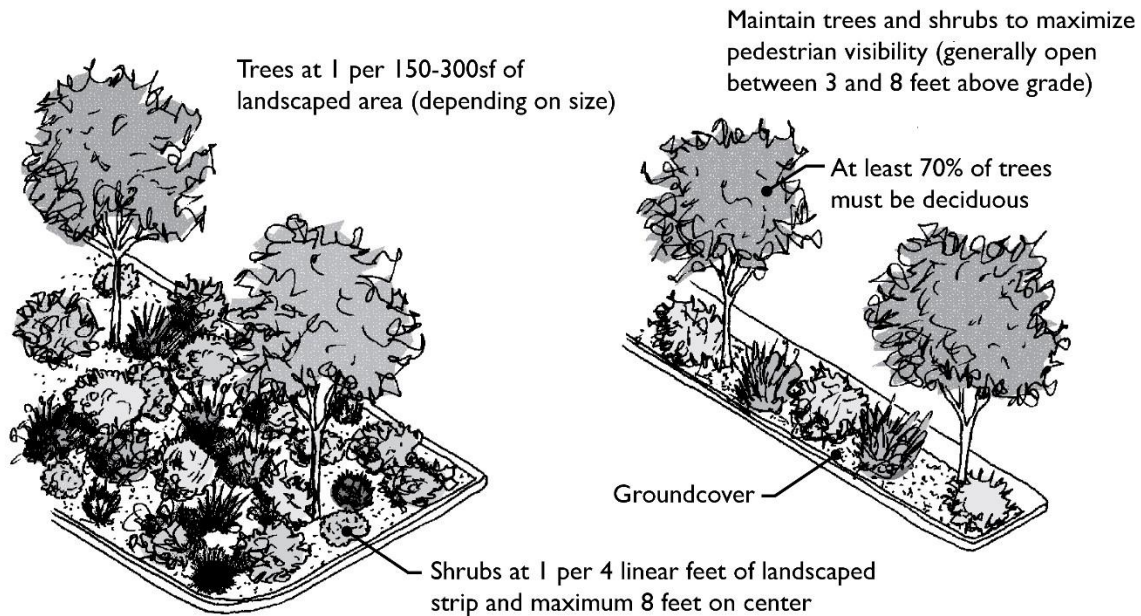 Trees at 1 per 150-300sf of
landscaped area (depending on size)
Maintain trees and shrubs to maximize
pedestrian visibility (generally open
between 3 and 8 feet above grade)
At least 70% of trees
must be deciduous
Groundcover
Shrubs at 1 per 4 linear feet of landscaped
strip and maximum 8 feet on center